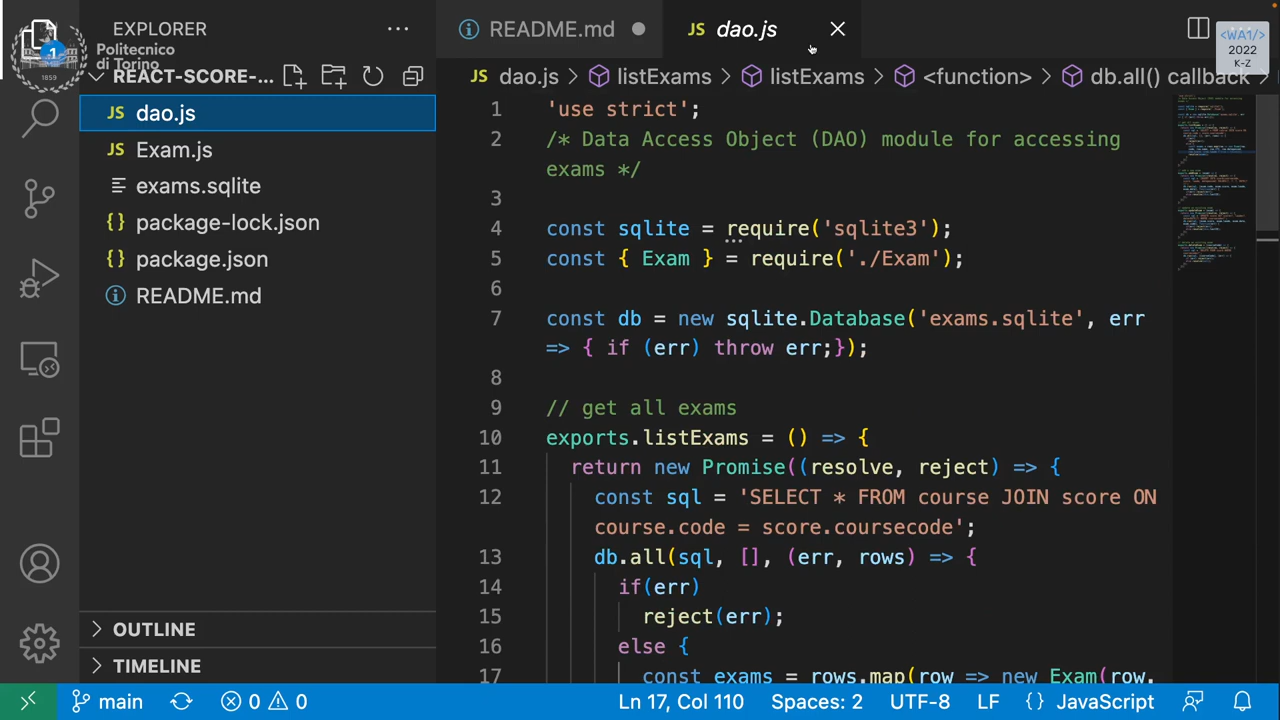 EXPLORER
README.md
JS dao.js
<WA1/>
2022
K-Z
1
Politecnico
di Torino
1859
REACT-SCORE-...
JS dao.js > listExams > listExams > <function> > db.all() callback >
JS dao.js
JS Exam.js
exams.sqlite
{} package-lock.json
{} package.json
README.md
OUTLINE
TIMELINE
1 'use strict';
2 /* Data Access Object (DAO) module for accessing
exams */
3
4 const sqlite = require('sqlite3');
5 const { Exam } = require('./Exam');
6
7 const db = new sqlite.Database('exams.sqlite', err
=> { if (err) throw err;});
8
9 // get all exams
10 exports.listExams = () => {
11 return new Promise((resolve, reject) => {
12 const sql = 'SELECT * FROM course JOIN score ON
course.code = score.coursecode';
13 db.all(sql, [], (err, rows) => {
14 if(err)
15 reject(err);
16 else {
17 const exams = rows.map(row => new Exam(row.
main
0
0
Ln 17, Col 110
Spaces: 2
UTF-8
LF
{} JavaScript